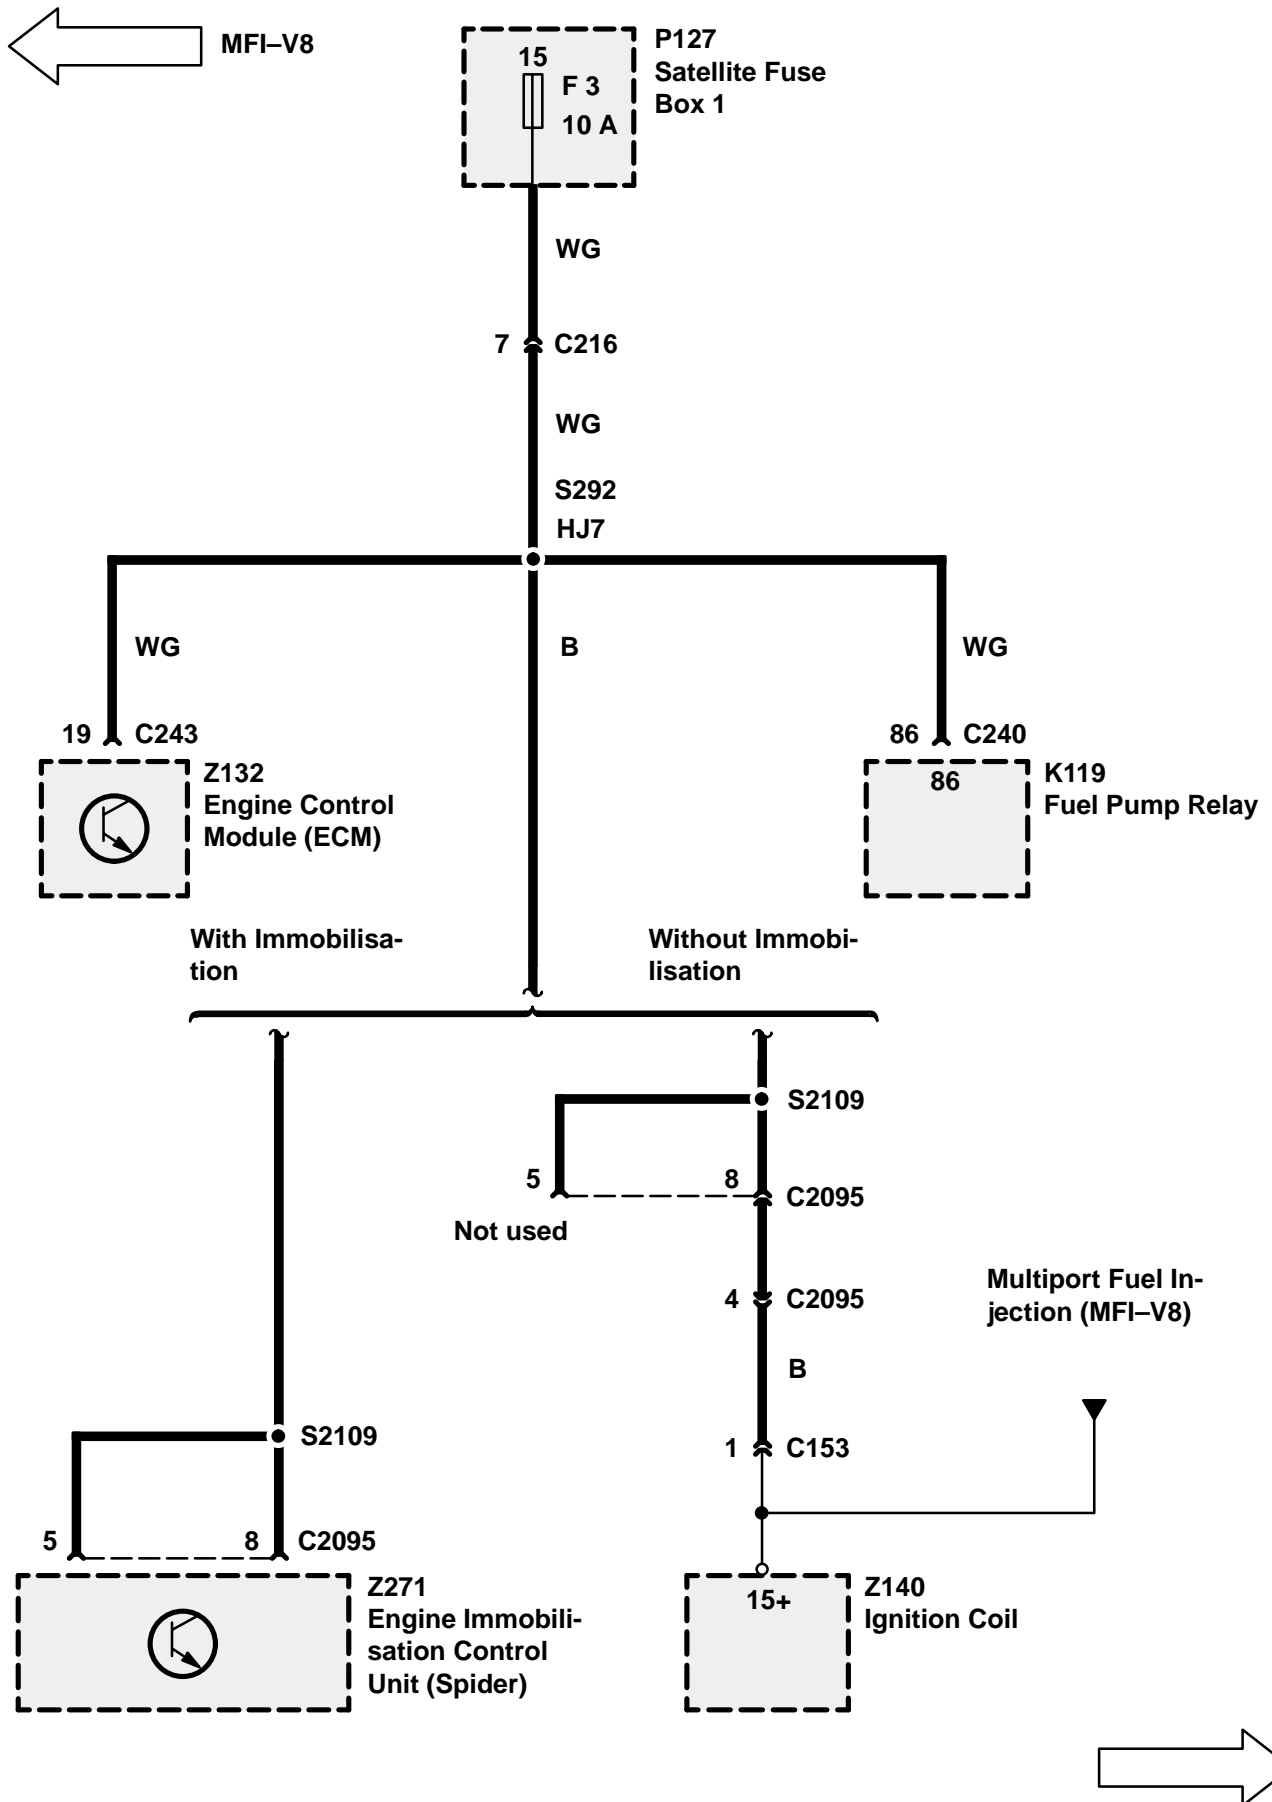 MFI–V8
P127
Satellite Fuse
Box 1
15
F 3
10 A
WG
7
C216
WG
S292
HJ7
WG
B
WG
19
C243
86
C240
Z132
Engine Control
Module (ECM)
86
K119
Fuel Pump Relay
With Immobilisa-
tion
Without Immobi-
lisation
S2109
5
8
C2095
Not used
4
C2095
Multiport Fuel In-
jection (MFI–V8)
B
S2109
1
C153
5
8
C2095
Z271
Engine Immobili-
sation Control
Unit (Spider)
15+
Z140
Ignition Coil